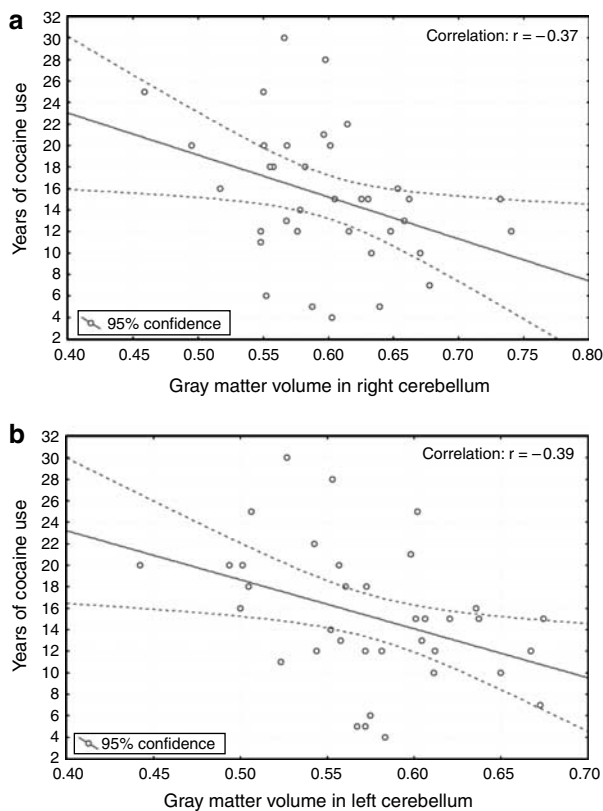 a
Correlation: r = −0.37
Years of cocaine use
32
30
28
26
24
22
20
18
16
14
12
10
8
6
4
2
95% confidence
0.40 0.45 0.50 0.55 0.60 0.65 0.70 0.75 0.80
Gray matter volume in right cerebellum
b
Correlation: r = −0.39
Years of cocaine use
32
30
28
26
24
22
20
18
16
14
12
10
8
6
4
2
95% confidence
0.40 0.45 0.50 0.55 0.60 0.65 0.70
Gray matter volume in left cerebellum